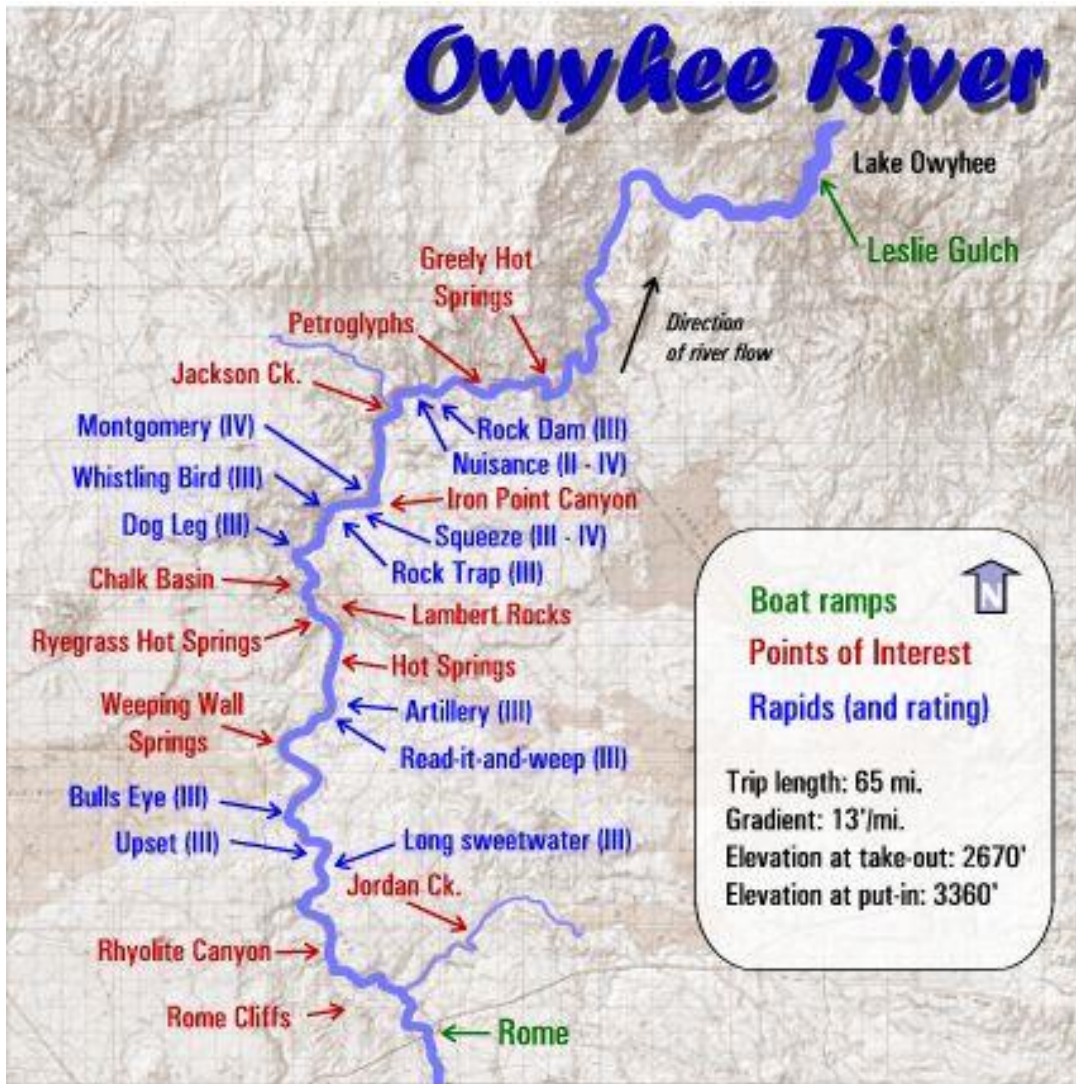 Owyhee River
Lake Owyhee
Leslie Gulch
Greely Hot
Springs
Petroglyphs
Direction
of river flow
Jackson Ck.
Montgomery (IV)
Rock Dam (III)
Nuisance (II - IV)
Whistling Bird (III)
Iron Point Canyon
Dog Leg (III)
Squeeze (III - IV)
Rock Trap (III)
Chalk Basin
Lambert Rocks
Ryegrass Hot Springs
Hot Springs
Weeping Wall
Springs
Artillery (III)
Read-it-and-weep (III)
Bulls Eye (III)
Upset (III)
Long sweetwater (III)
Jordan Ck.
Rhyolite Canyon
Rome Cliffs
Rome
N
Boat ramps
Points of Interest
Rapids (and rating)
Trip length: 65 mi.
Gradient: 13'/mi.
Elevation at take-out: 2670'
Elevation at put-in: 3360'